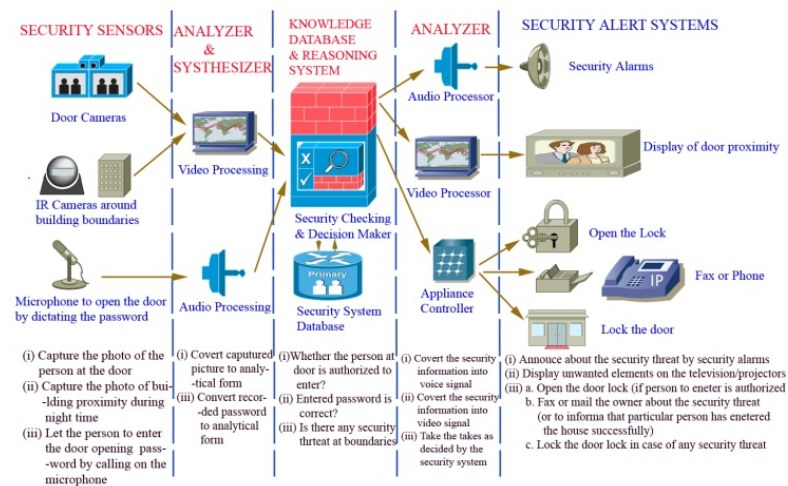 SECURITY SENSORS
Door Cameras
IR Cameras around
building boundaries
Microphone to open the door
by dictating the password
(i) Capture the photo of the
person at the door
(ii) Capture the photo of bui-
-lding proximity during
night time
(iii) Let the person to enter
the door opening pass-
-word by calling on the
microphone
ANALYZER
&
SYSTHESIZER
Video Processing
Audio Processing
(i) Covert caputured
picture to analy-
-tical form
(iii) Convert recor-
-ded password to
analytical form
KNOWLEDGE
DATABASE
& REASONING
SYSTEM
X
✓
Security Checking
& Decision Maker
Primary
Security System
Database
(i)Whether the person at
door is authorized to
enter?
(ii) Entered password is
correct?
(iii) Is there any security
thrteat at boundaries
ANALYZER
Audio Processor
Video Processor
Appliance
Controller
(i) Covert the security
information into
voice signal
(ii) Covert the security
information into
video signal
(iii) Take the takes as
decided by the
security system
SECURITY ALERT SYSTEMS
Security Alarms
Display of door proximity
Open the Lock
IP
Fax or Phone
Lock the door
(i) Annouce about the security threat by security alarms
(ii) Display unwanted elements on the television/projectors
(iii) a. Open the door lock (if person to eneter is authorized
b. Fax or mail the owner about the security threat
(or to informa that particular person has enetered
the house successfully)
c. Lock the door lock in case of any security threat